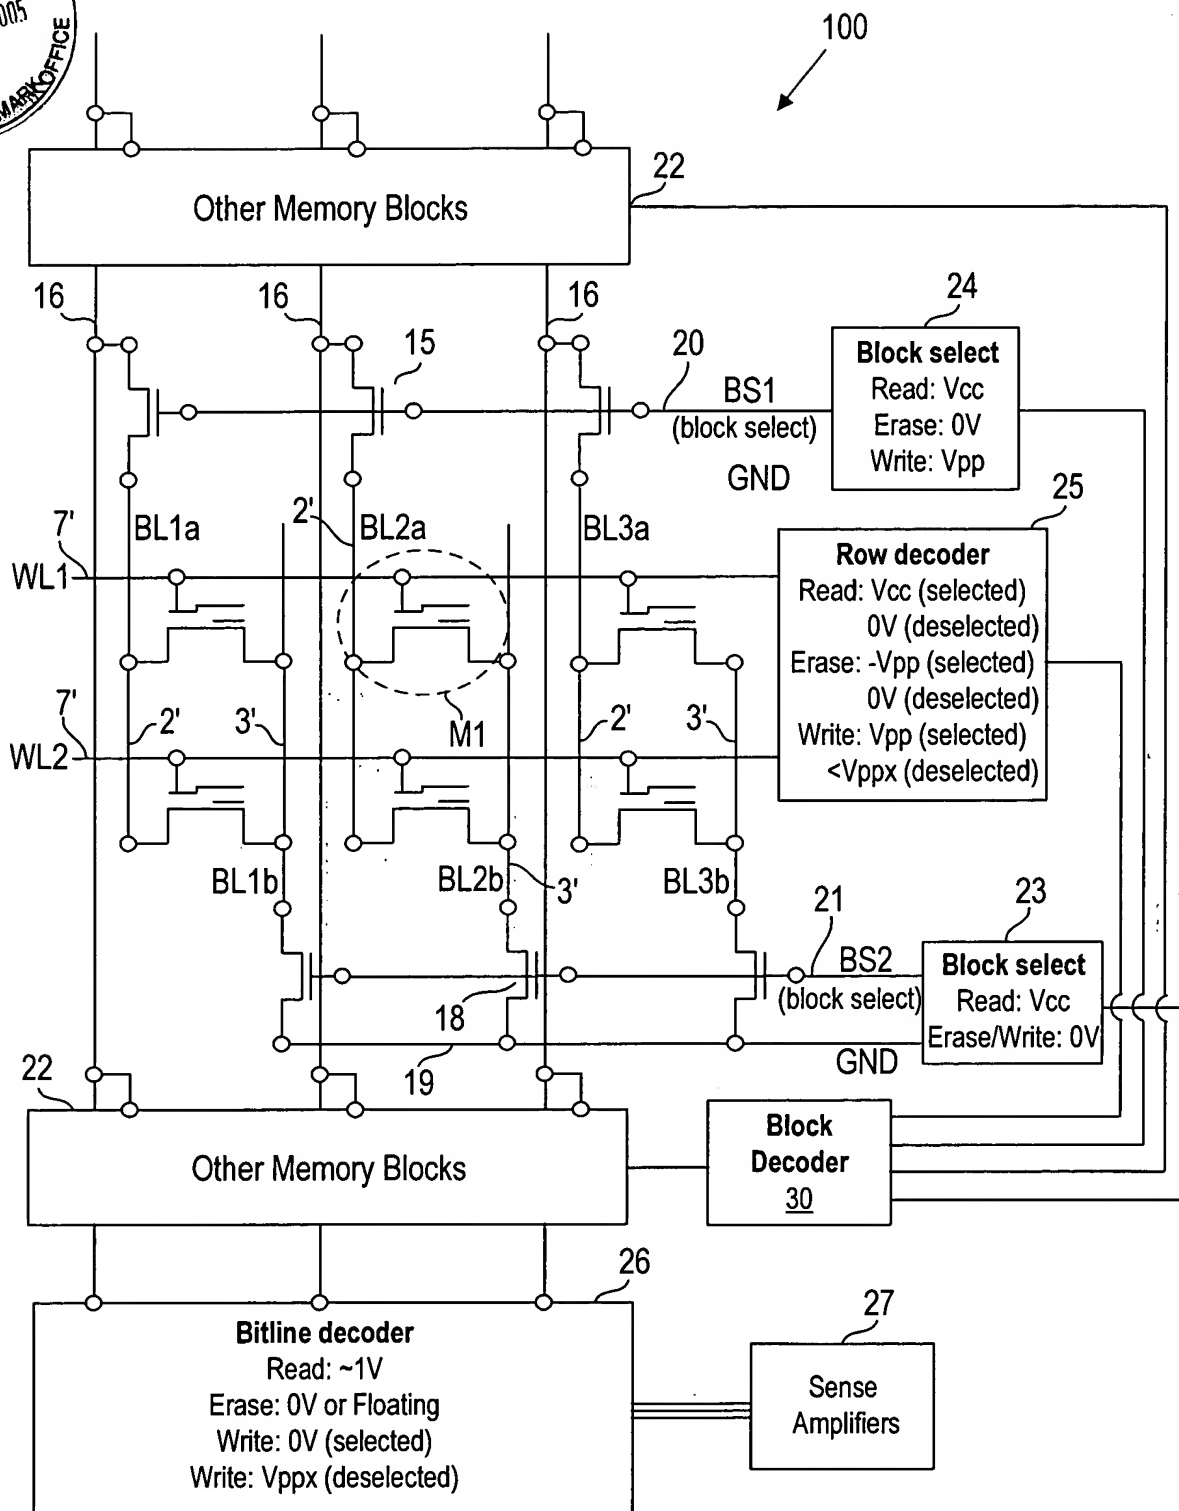 005
MARK OFFICE
100
Other Memory Blocks
22
16
16
16
24
15
20
Block select
Read: Vcc
Erase: 0V
Write: Vpp
BS1
(block select)
GND
25
7'
BL1a
2'
BL2a
BL3a
WL1
Row decoder
Read: Vcc (selected)
0V (deselected)
Erase: -Vpp (selected)
0V (deselected)
Write: Vpp (selected)
<Vppx (deselected)
7'
2'
3'
M1
2'
3'
WL2
BL1b
BL2b
3'
BL3b
21
23
BS2
(block select)
Block select
Read: Vcc
Erase/Write: 0V
18
19
GND
22
Other Memory Blocks
Block
Decoder
30
26
Bitline decoder
Read: ~1V
Erase: 0V or Floating
Write: 0V (selected)
Write: Vppx (deselected)
27
Sense
Amplifiers